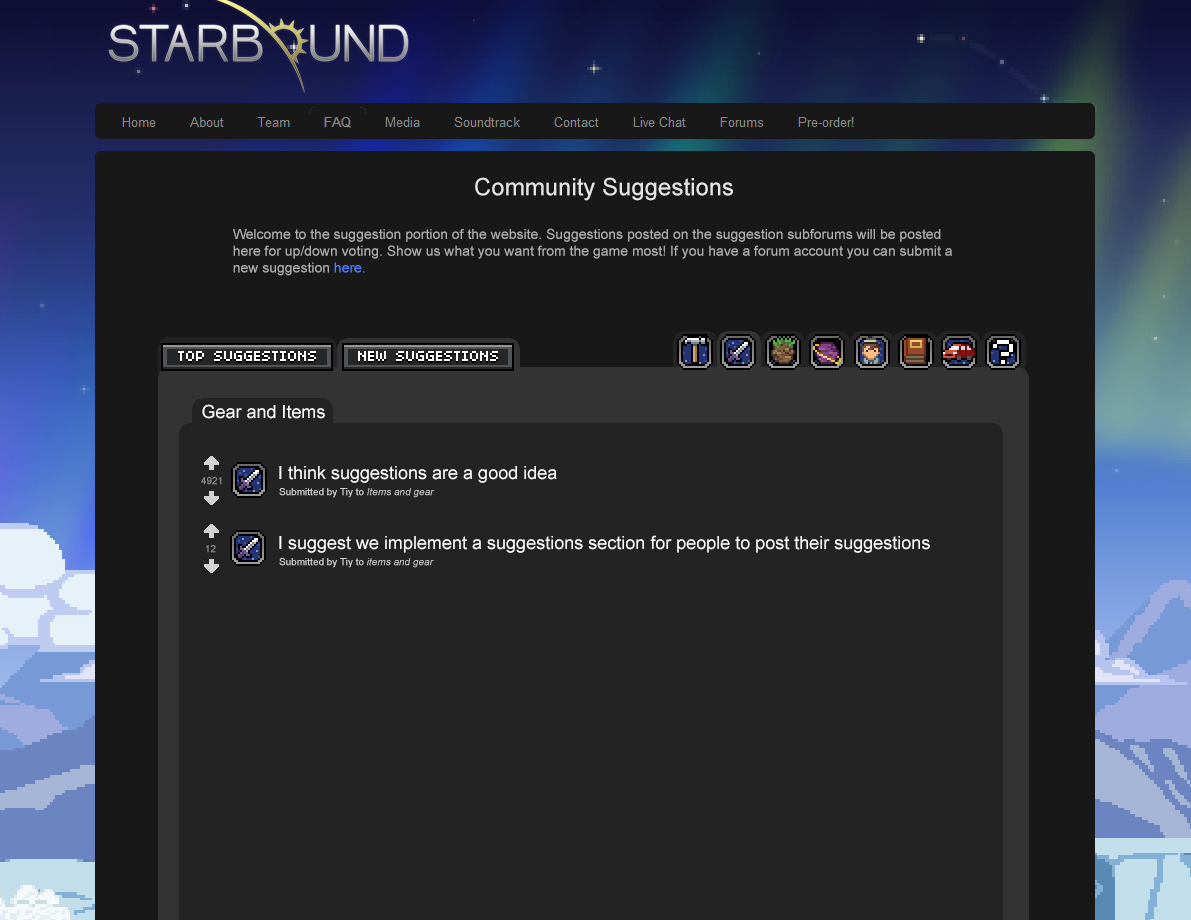 STARBOUND
Home About Team FAQ Media Soundtrack Contact Live Chat Forums Pre-order!
Community Suggestions
Welcome to the suggestion portion of the website. Suggestions posted on the suggestion subforums will be posted
here for up/down voting. Show us what you want from the game most! If you have a forum account you can submit a
new suggestion here.
TOP SUGGESTIONS NEW SUGGESTIONS ?
Gear and Items
4921
I think suggestions are a good idea
Submitted by Tiy to Items and gear
12
I suggest we implement a suggestions section for people to post their suggestions
Submitted by Tiy to items and gear